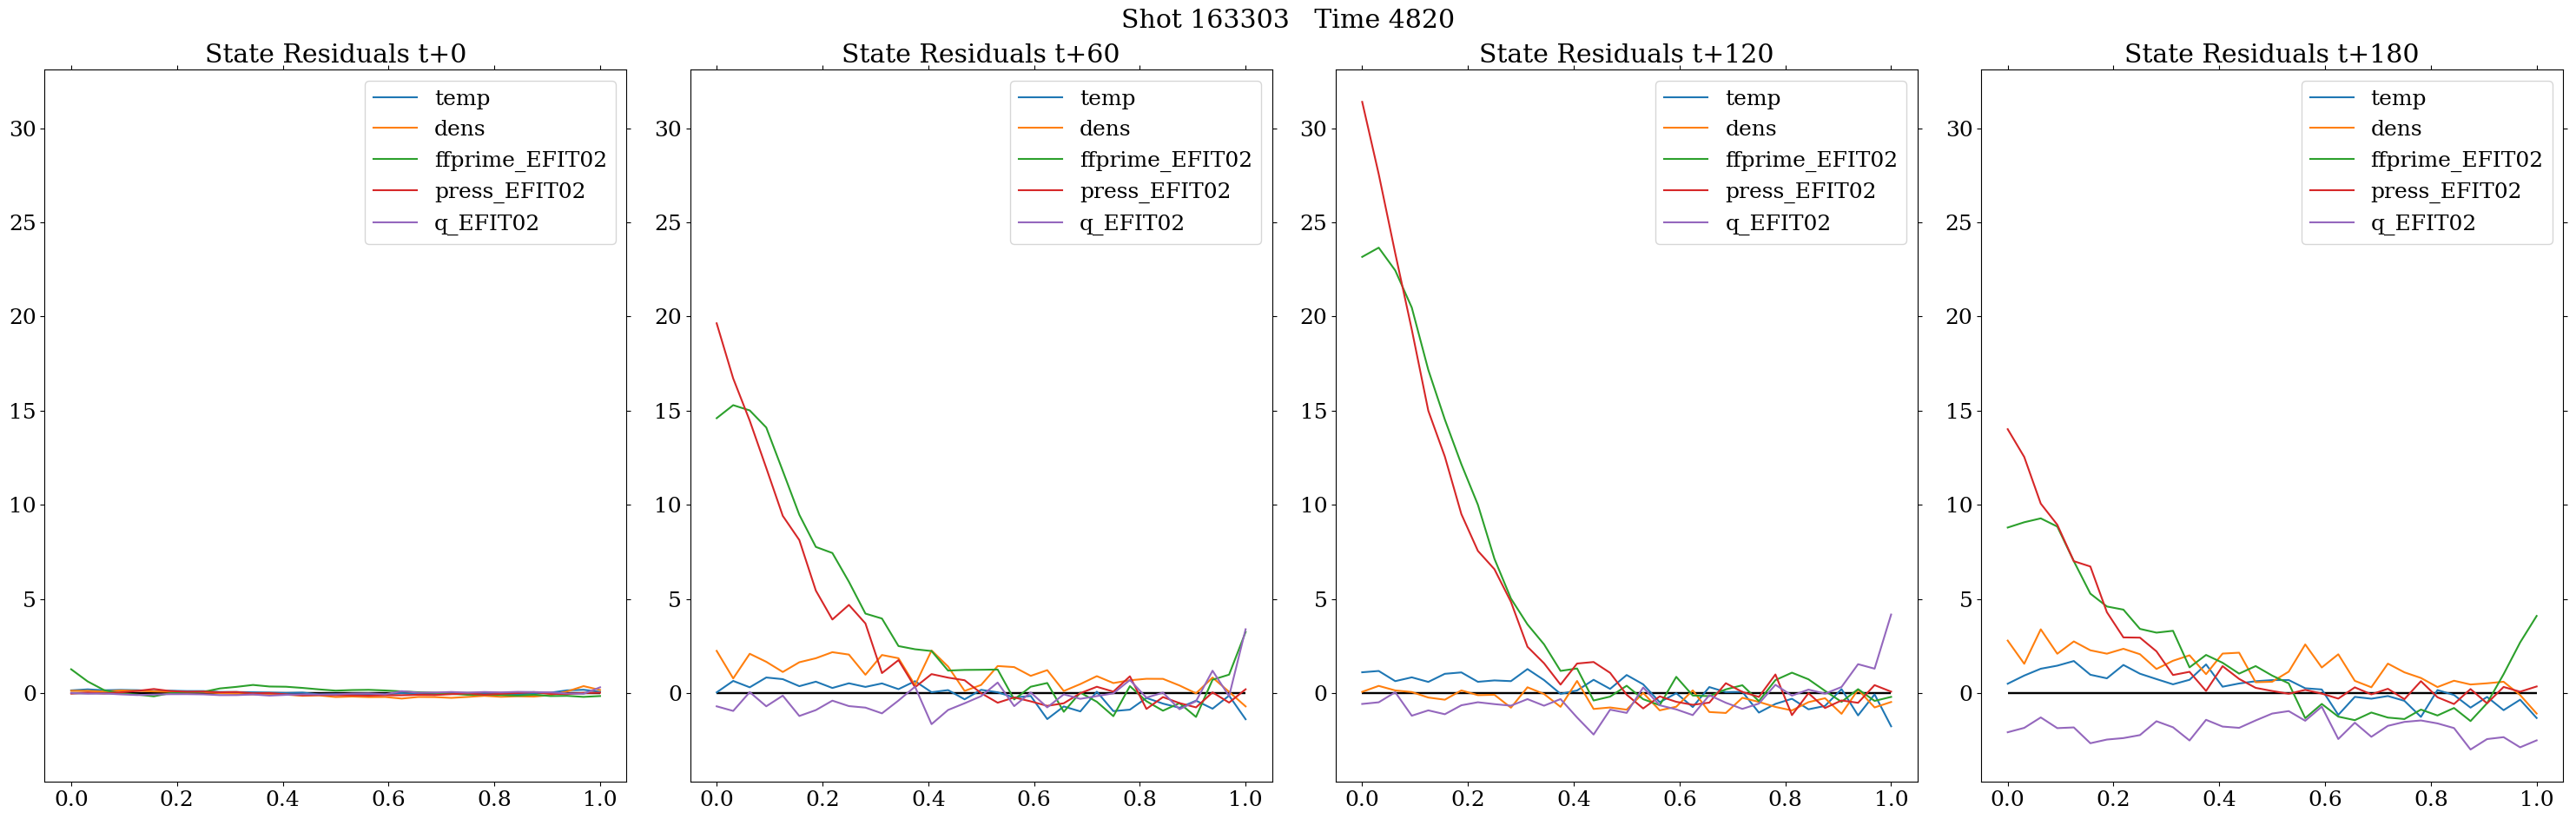 Shot 163303   Time 4820
State Residuals t+0
30
25
20
15
10
5
0
0.0 0.2 0.4 0.6 0.8 1.0
temp
dens
ffprime_EFIT02
press_EFIT02
q_EFIT02
State Residuals t+60
30
25
20
15
10
5
0
0.0 0.2 0.4 0.6 0.8 1.0
temp
dens
ffprime_EFIT02
press_EFIT02
q_EFIT02
State Residuals t+120
30
25
20
15
10
5
0
0.0 0.2 0.4 0.6 0.8 1.0
temp
dens
ffprime_EFIT02
press_EFIT02
q_EFIT02
State Residuals t+180
30
25
20
15
10
5
0
0.0 0.2 0.4 0.6 0.8 1.0
temp
dens
ffprime_EFIT02
press_EFIT02
q_EFIT02